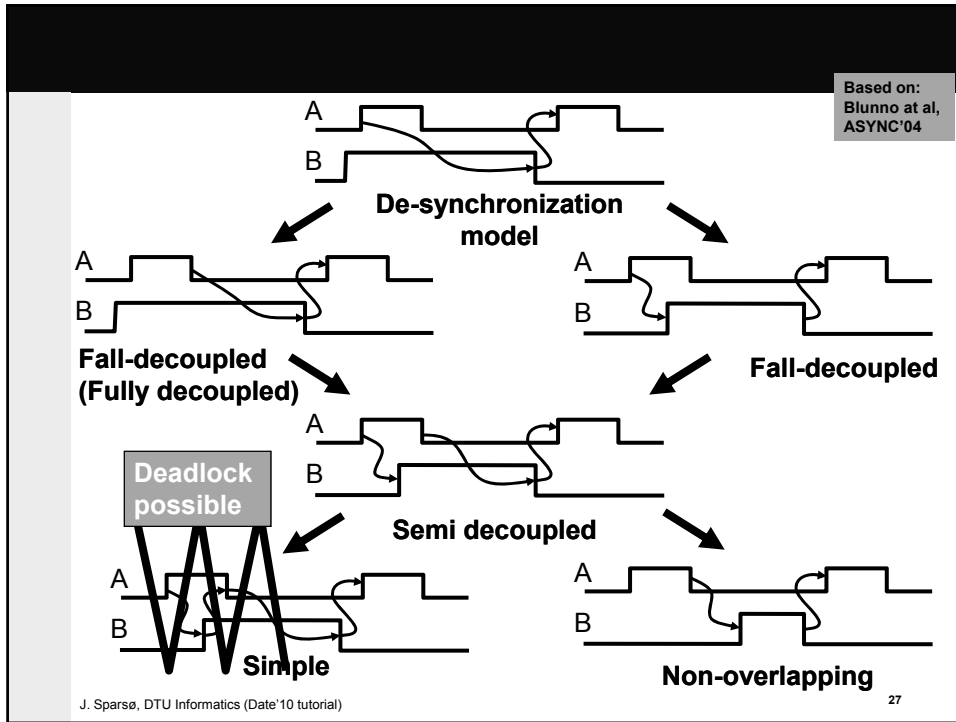 Based on:
Blunno at al,
ASYNC'04
A
B
De-synchronization
model
A
B
Fall-decoupled
(Fully decoupled)
A
B
Fall-decoupled
A
B
Semi decoupled
Deadlock
possible
A
B
Simple
A
B
Non-overlapping
J. Sparsø, DTU Informatics (Date'10 tutorial)
27